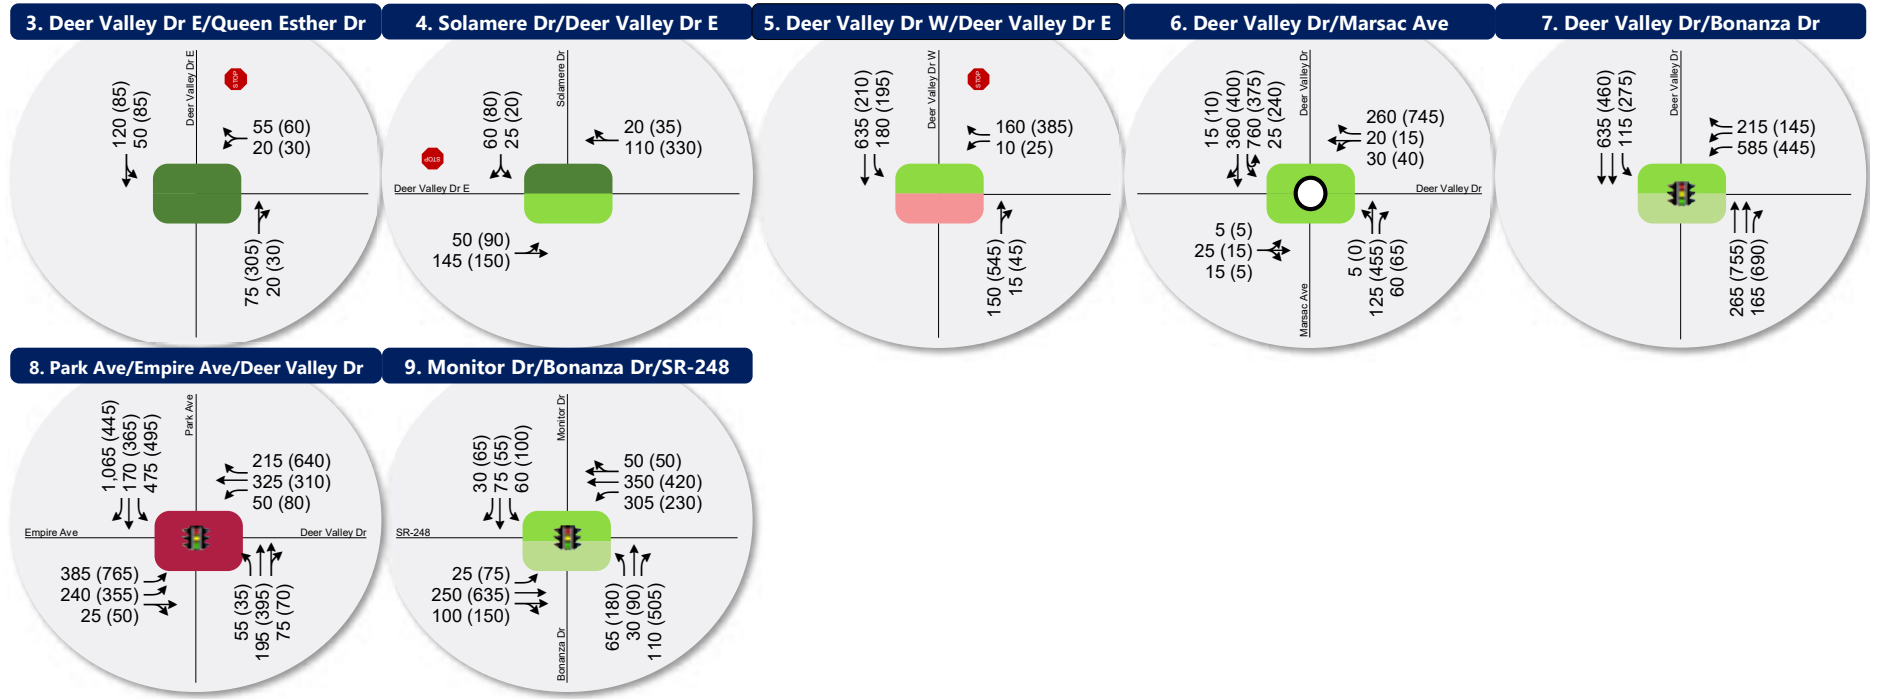 3. Deer Valley Dr E/Queen Esther Dr
120 (85)
50 (85)
Deer Valley Dr E
STOP
55 (60)
20 (30)
75 (305)
20 (30)
4. Solamere Dr/Deer Valley Dr E
60 (80)
25 (20)
Solamere Dr
20 (35)
110 (330)
STOP
Deer Valley Dr E
50 (90)
145 (150)
5. Deer Valley Dr W/Deer Valley Dr E
635 (210)
180 (195)
Deer Valley Dr W
STOP
160 (385)
10 (25)
150 (545)
15 (45)
6. Deer Valley Dr/Marsac Ave
15 (10)
360 (400)
760 (375)
25 (240)
Deer Valley Dr
260 (745)
20 (15)
30 (40)
Deer Valley Dr
5 (5)
25 (15)
15 (5)
Marsac Ave
5 (0)
125 (455)
60 (65)
7. Deer Valley Dr/Bonanza Dr
635 (460)
115 (275)
Deer Valley Dr
215 (145)
585 (445)
265 (755)
165 (690)
8. Park Ave/Empire Ave/Deer Valley Dr
1,065 (445)
170 (365)
475 (495)
Park Ave
215 (640)
325 (310)
50 (80)
Empire Ave
Deer Valley Dr
385 (765)
240 (355)
25 (50)
55 (35)
195 (395)
75 (70)
9. Monitor Dr/Bonanza Dr/SR-248
30 (65)
75 (55)
60 (100)
Monitor Dr
50 (50)
350 (420)
305 (230)
SR-248
25 (75)
250 (635)
100 (150)
Bonanza Dr
65 (180)
30 (90)
110 (505)